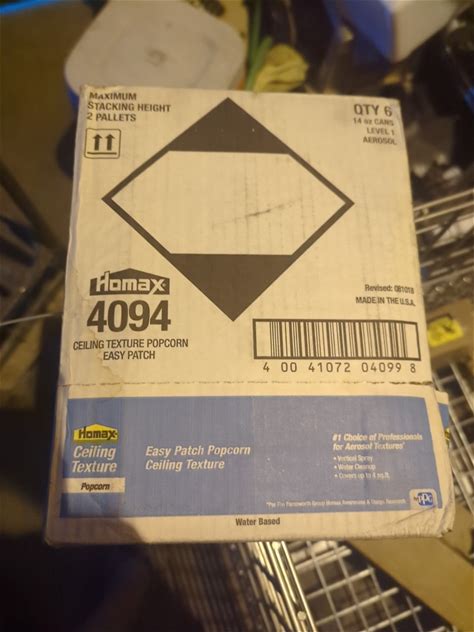 MAXIMUM
STACKING HEIGHT
2 PALLETS
QTY 6
14 oz CANS
LEVEL 1
AEROSOL
Homax
4094
CEILING TEXTURE POPCORN
EASY PATCH
Revised: 081018
MADE IN THE U.S.A.
4 00 41072 04099 8
Homax
Ceiling
Texture
Popcorn
Easy Patch Popcorn
Ceiling Texture
#1 Choice of Professionals
for Aerosol Textures*
• Vertical Spray
• Water Cleanup
• Covers up to 4 sq.ft.
ppg
Water Based